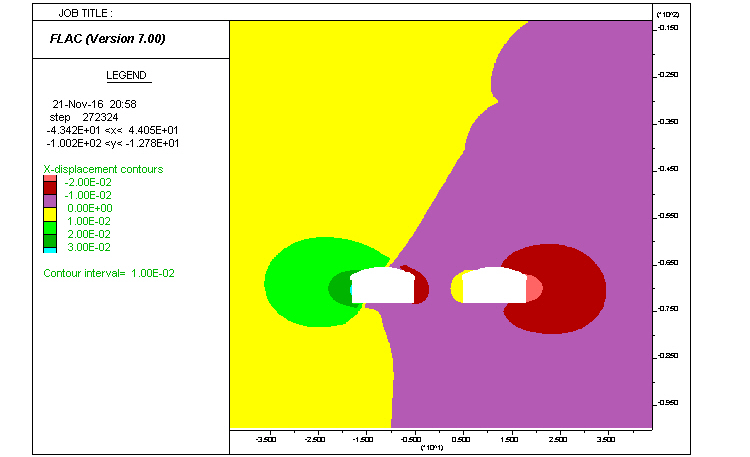 JOB TITLE :
FLAC (Version 7.00)
LEGEND
21-Nov-16 20:58
step 272324
-4.342E+01 <x< 4.405E+01
-1.002E+02 <y< -1.278E+01
X-displacement contours
-2.00E-02
-1.00E-02
0.00E+00
1.00E-02
2.00E-02
3.00E-02
Contour interval= 1.00E-02
(*10^2)
-0.150
-0.250
-0.350
-0.450
-0.550
-0.650
-0.750
-0.850
-0.950
-3.500 -2.500 -1.500 -0.500 0.500 1.500 2.500 3.500
(*10^1)